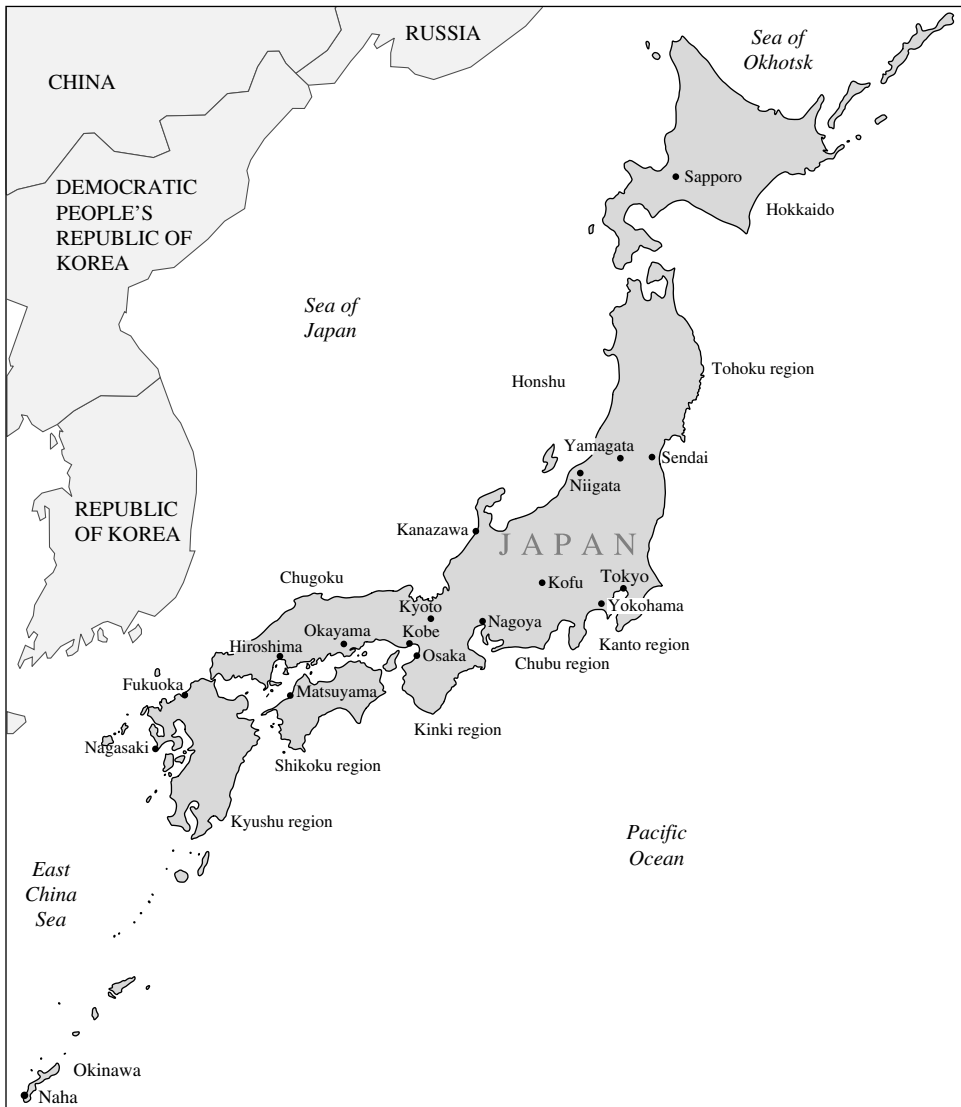 RUSSIA
Sea of
Okhotsk
CHINA
Sapporo
DEMOCRATIC
PEOPLE'S
REPUBLIC OF
KOREA
Hokkaido
Sea of
Japan
Tohoku region
Honshu
Yamagata
Sendai
Niigata
REPUBLIC
OF KOREA
Kanazawa
JAPAN
Chugoku
Kofu
Tokyo
Kyoto
Yokohama
Nagoya
Okayama
Kobe
Kanto region
Hiroshima
Osaka
Chubu region
Fukuoka
Matsuyama
Kinki region
Nagasaki
Shikoku region
Kyushu region
Pacific
Ocean
East
China
Sea
Okinawa
Naha